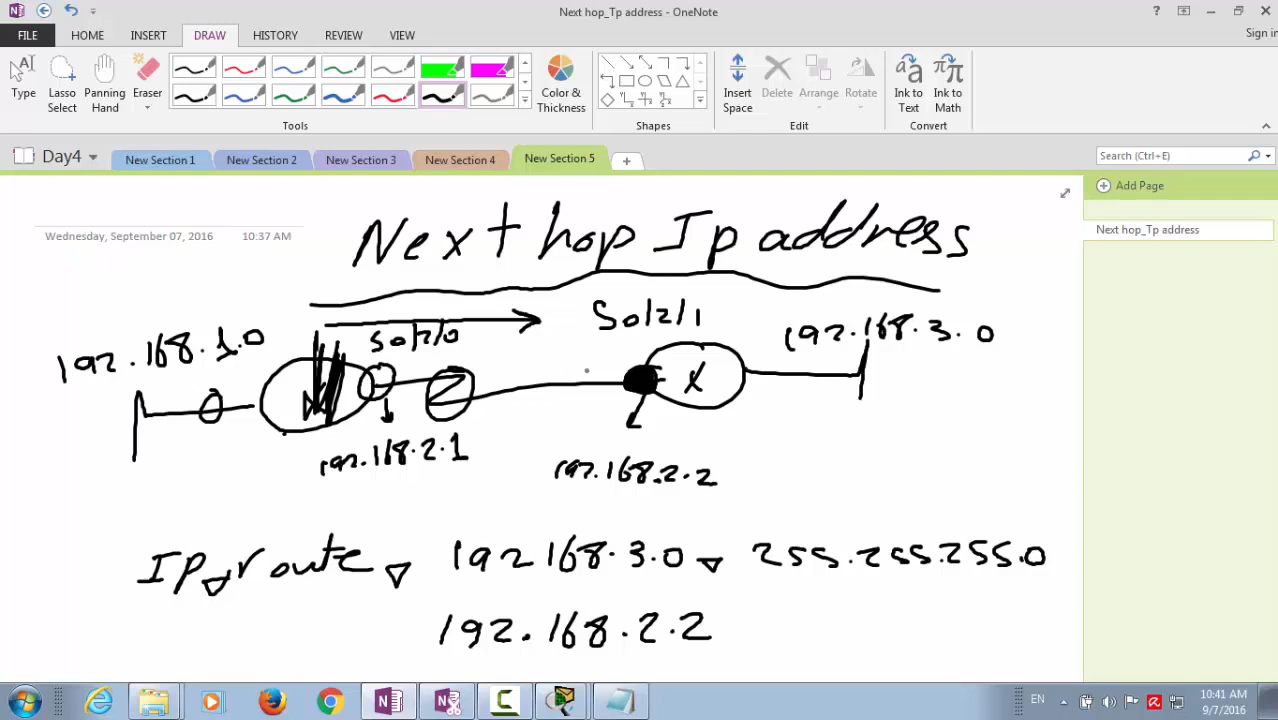 Next hop_Tp address - OneNote
Sign in
FILE HOME INSERT DRAW HISTORY REVIEW VIEW
Type
Lasso Select
Panning Hand
Eraser
Color & Thickness
Insert Space
Delete
Arrange
Rotate
Ink to Text
Ink to Math
Tools
Shapes
Edit
Convert
Day4
New Section 1
New Section 2
New Section 3
New Section 4
New Section 5
Search (Ctrl+E)
Add Page
Next hop_Tp address
Wednesday, September 07, 2016 10:37 AM
Next hop Ip address
So/2/1
So/2/0
192.168.1.0
192.168.3.0
X
192.168.2.1
192.168.2.2
IP route 192 168.3.0 255.255.255.0
192.168.2.2
EN
10:41 AM
9/7/2016